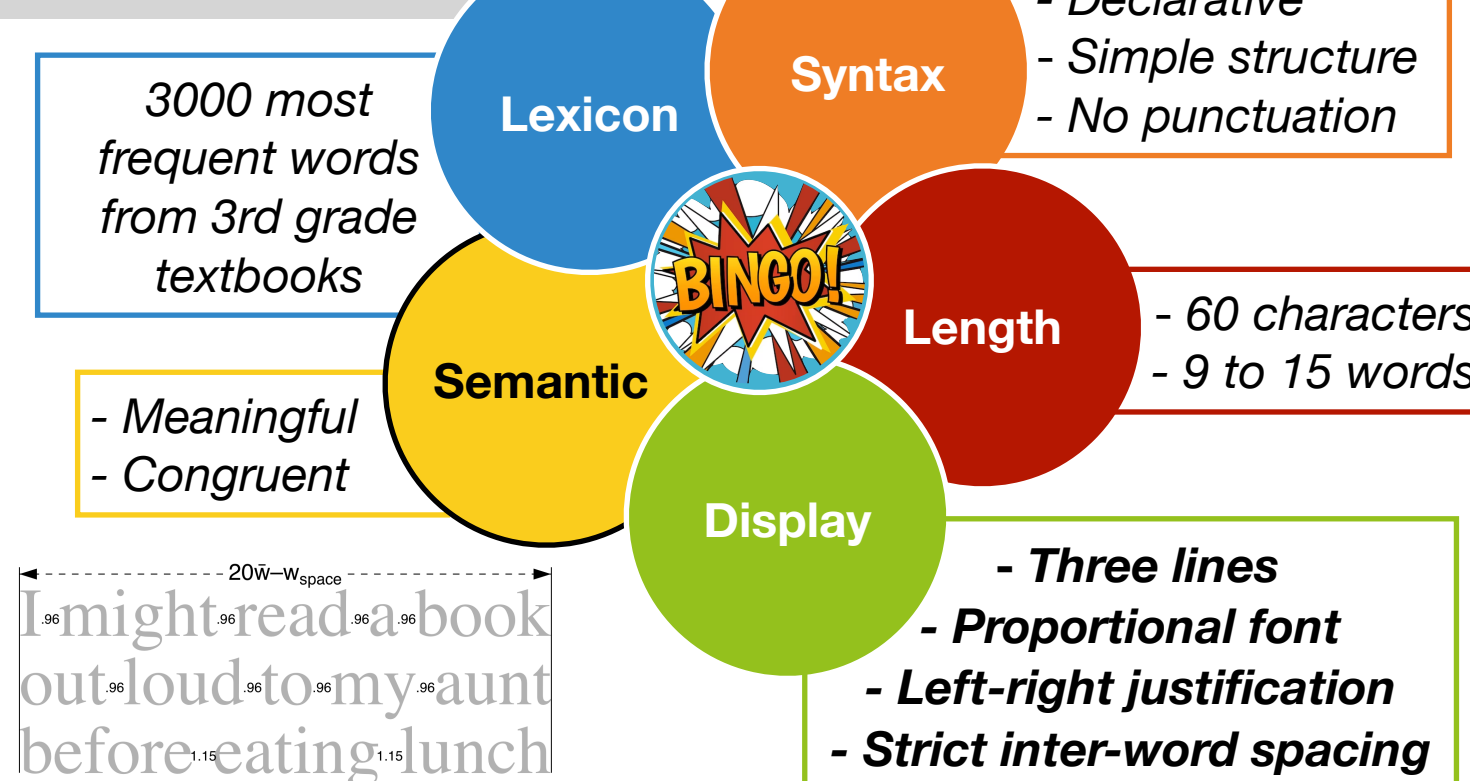 - Declarative
- Simple structure
- No punctuation
Syntax
Lexicon
3000 most
frequent words
from 3rd grade
textbooks
BINGO!
Length
- 60 characters
- 9 to 15 words
Semantic
- Meaningful
- Congruent
Display
- Three lines
- Proportional font
- Left-right justification
- Strict inter-word spacing
20w̄–wspace
I .96 might .96 read .96 a .96 book
out .96 loud .96 to .96 my .96 aunt
before 1.15 eating 1.15 lunch